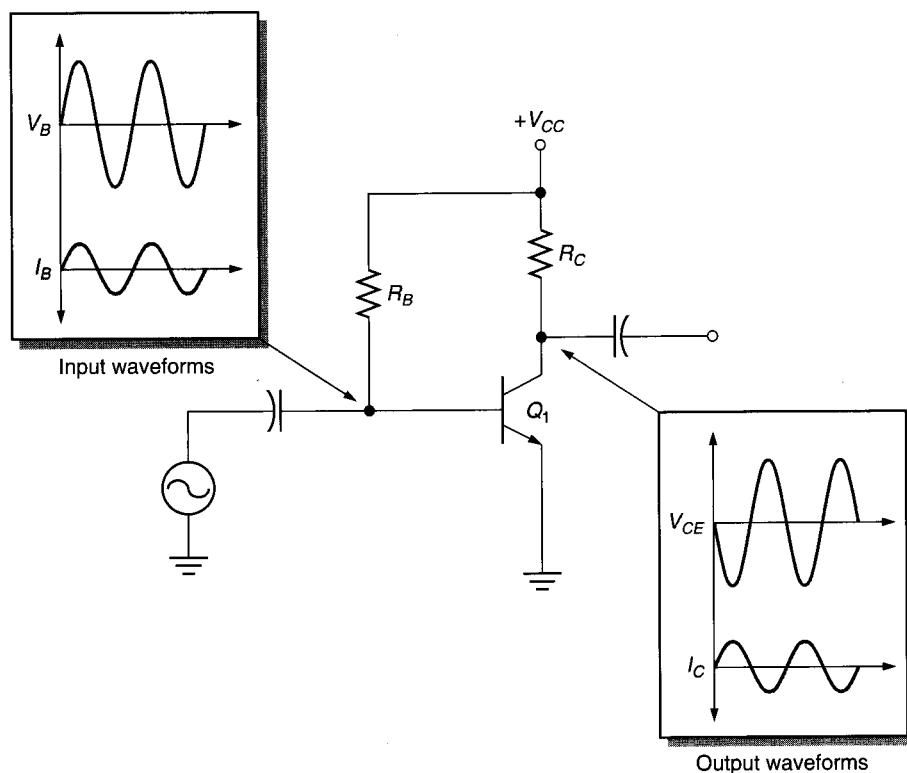 V_B
I_B
Input waveforms
+V_CC
R_B
R_C
Q_1
V_CE
I_C
Output waveforms